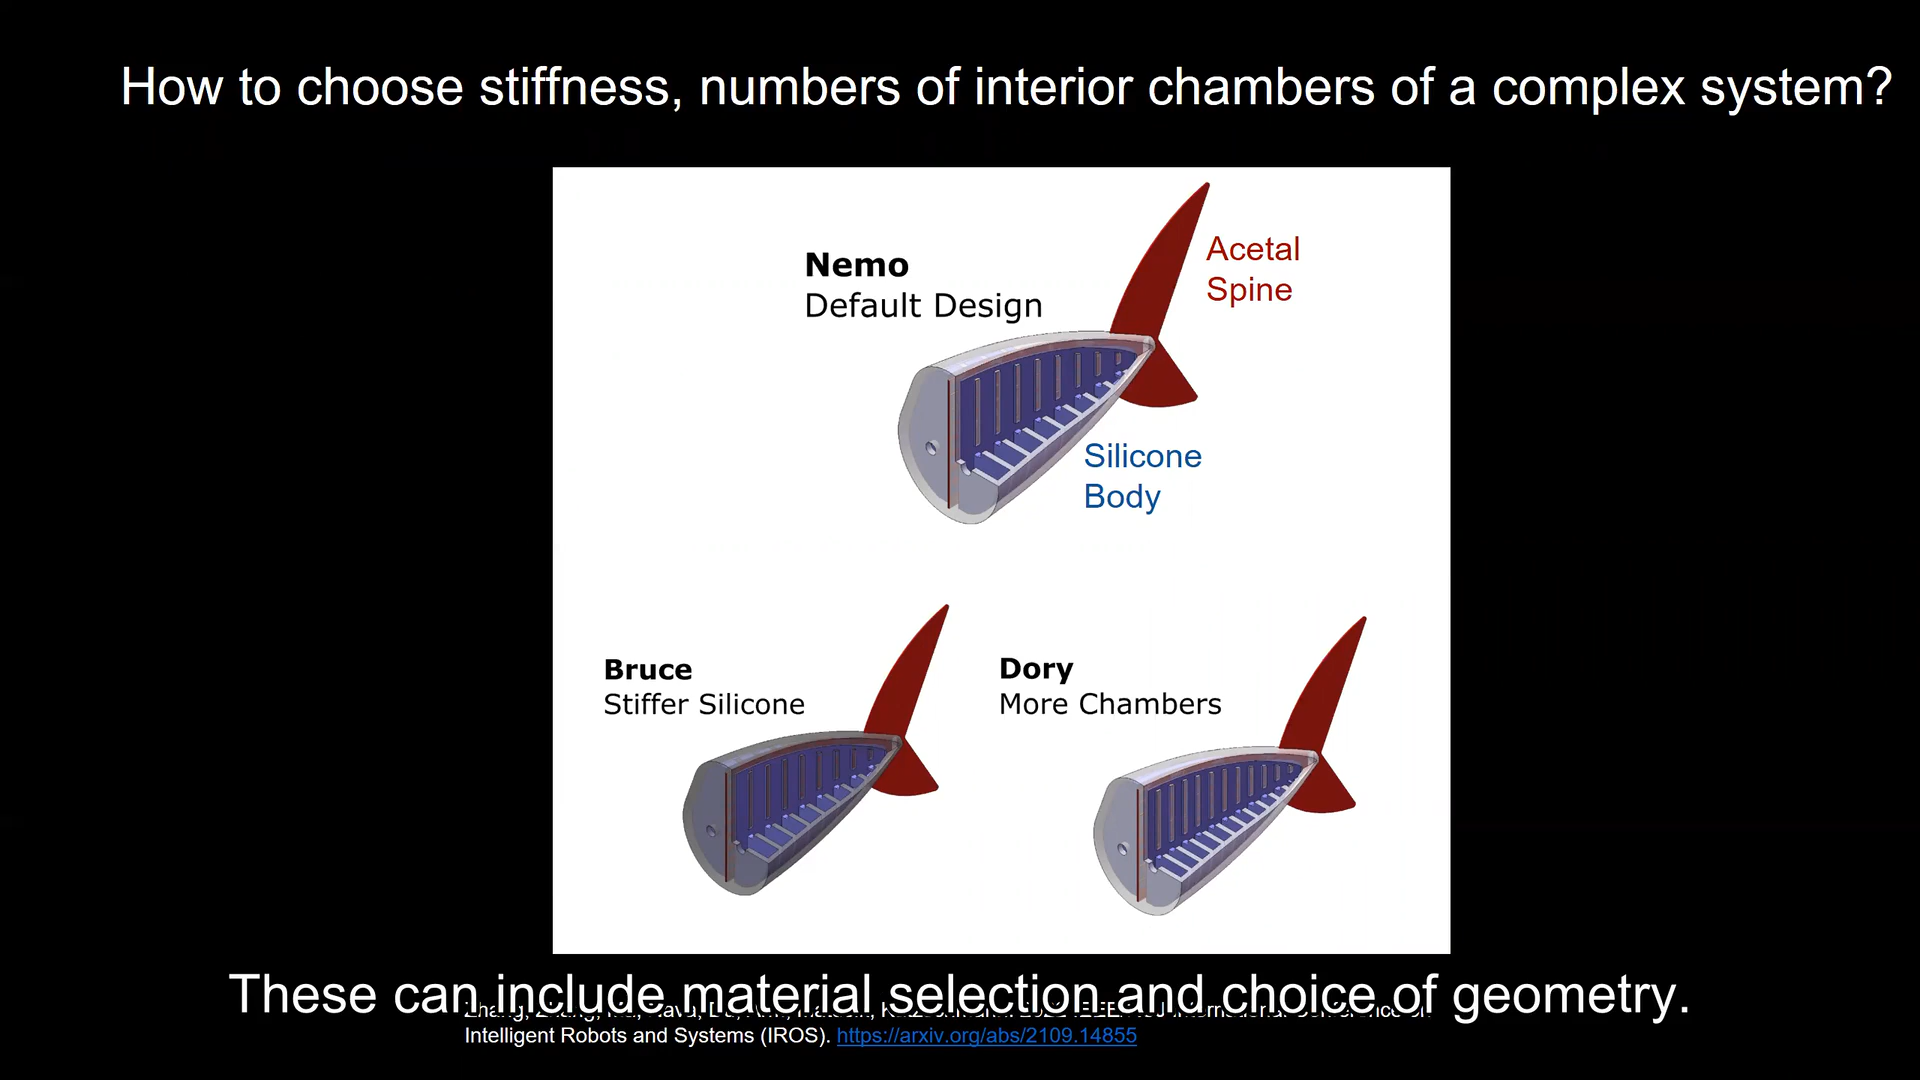 How to choose stiffness, numbers of interior chambers of a complex system?
Nemo
Default Design
Acetal
Spine
Silicone
Body
Bruce
Stiffer Silicone
Dory
More Chambers
These can include material selection and choice of geometry.
Intelligent Robots and Systems (IROS). https://arxiv.org/abs/2109.14855